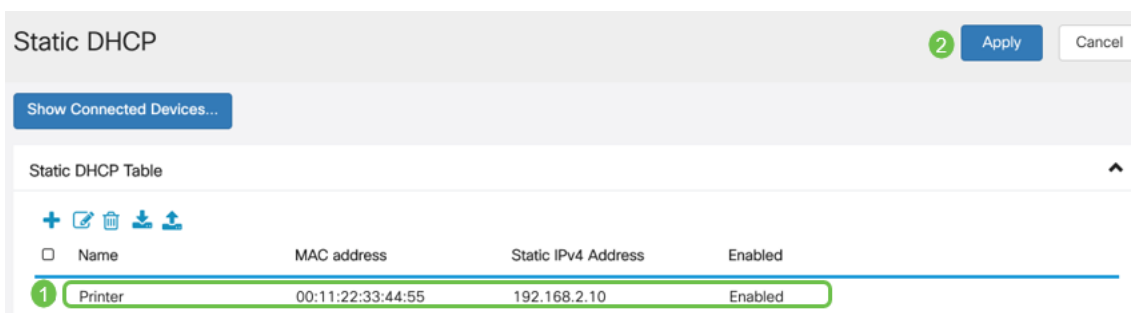 Static DHCP
2 Apply Cancel
Show Connected Devices...
Static DHCP Table
Name MAC address Static IPv4 Address Enabled
1 Printer 00:11:22:33:44:55 192.168.2.10 Enabled